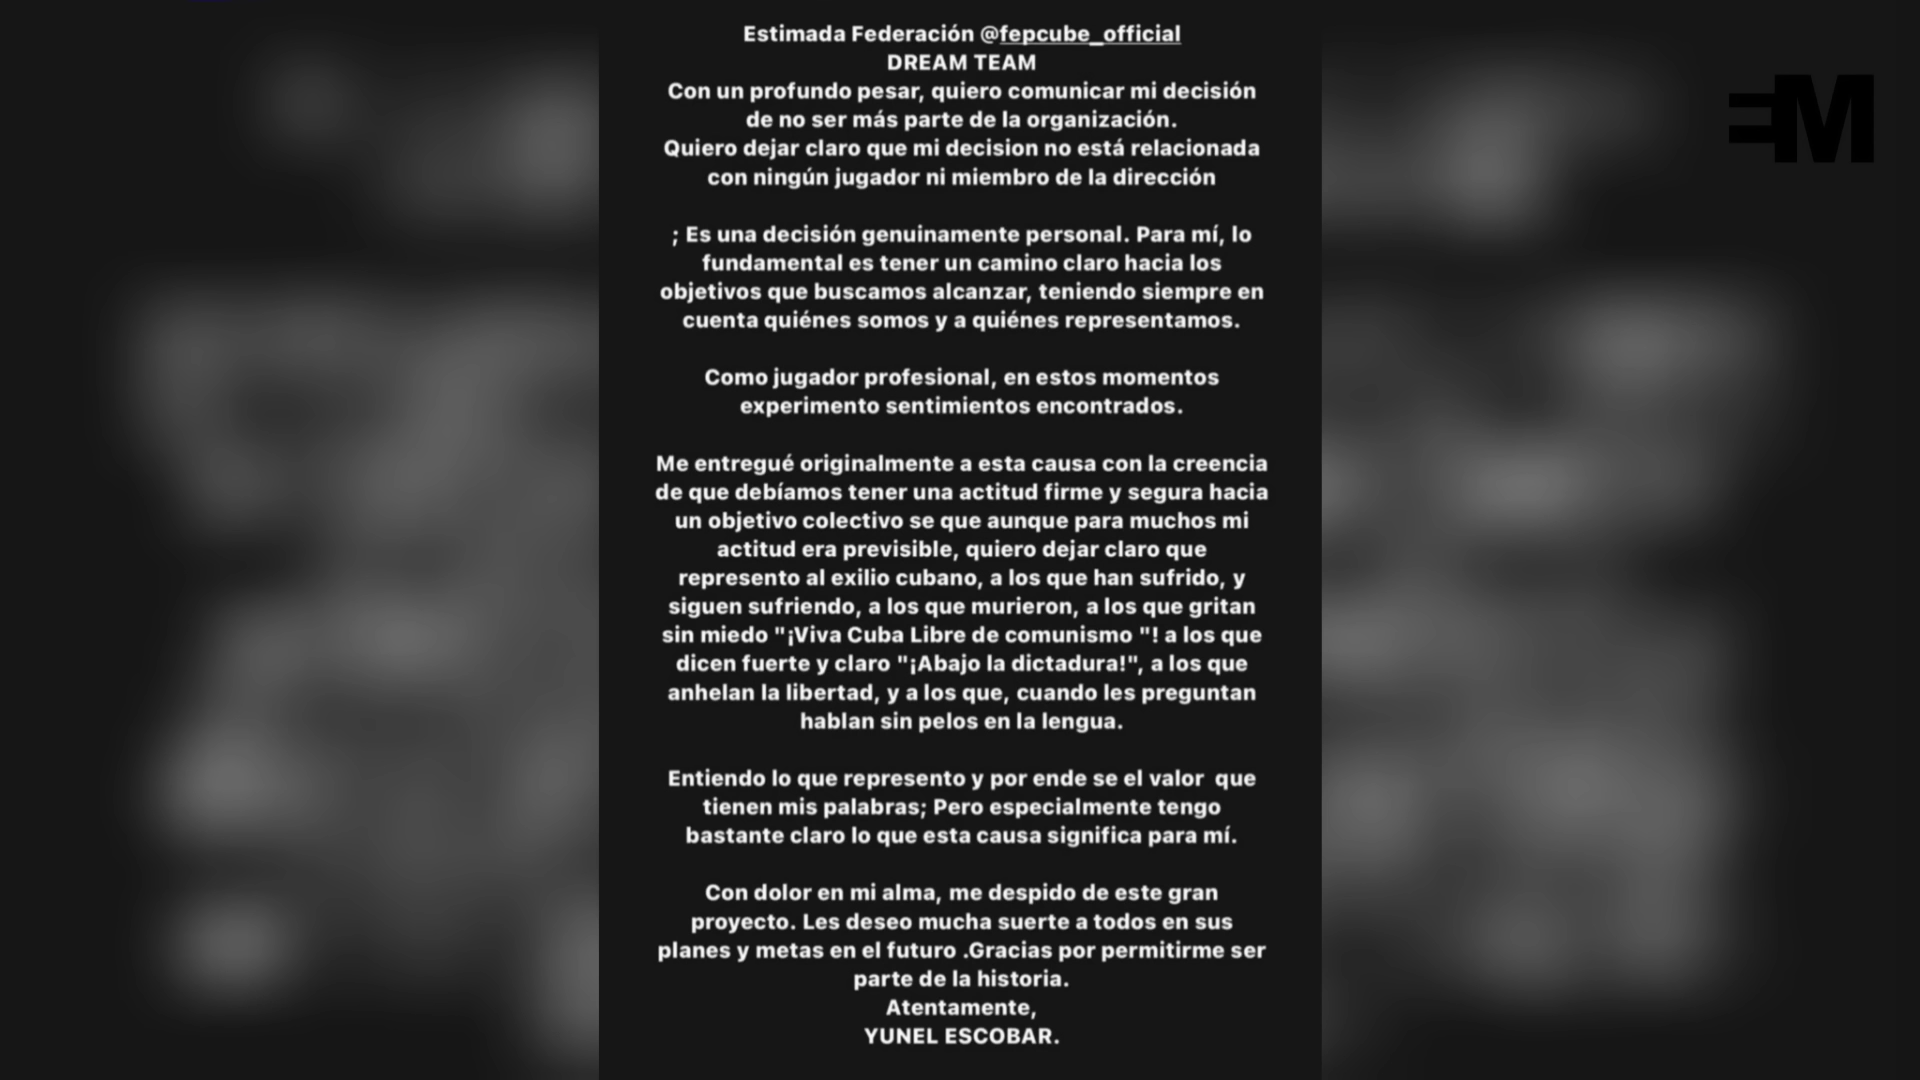 Estimada Federación @fepcube_official
DREAM TEAM
Con un profundo pesar, quiero comunicar mi decisión
de no ser más parte de la organización.
Quiero dejar claro que mi decision no está relacionada
con ningún jugador ni miembro de la dirección
; Es una decisión genuinamente personal. Para mí, lo
fundamental es tener un camino claro hacia los
objetivos que buscamos alcanzar, teniendo siempre en
cuenta quiénes somos y a quiénes representamos.
Como jugador profesional, en estos momentos
experimento sentimientos encontrados.
Me entregué originalmente a esta causa con la creencia
de que debíamos tener una actitud firme y segura hacia
un objetivo colectivo se que aunque para muchos mi
actitud era previsible, quiero dejar claro que
represento al exilio cubano, a los que han sufrido, y
siguen sufriendo, a los que murieron, a los que gritan
sin miedo "¡Viva Cuba Libre de comunismo "! a los que
dicen fuerte y claro "¡Abajo la dictadura!", a los que
anhelan la libertad, y a los que, cuando les preguntan
hablan sin pelos en la lengua.
Entiendo lo que represento y por ende se el valor  que
tienen mis palabras; Pero especialmente tengo
bastante claro lo que esta causa significa para mí.
Con dolor en mi alma, me despido de este gran
proyecto. Les deseo mucha suerte a todos en sus
planes y metas en el futuro .Gracias por permitirme ser
parte de la historia.
Atentamente,
YUNEL ESCOBAR.
EM